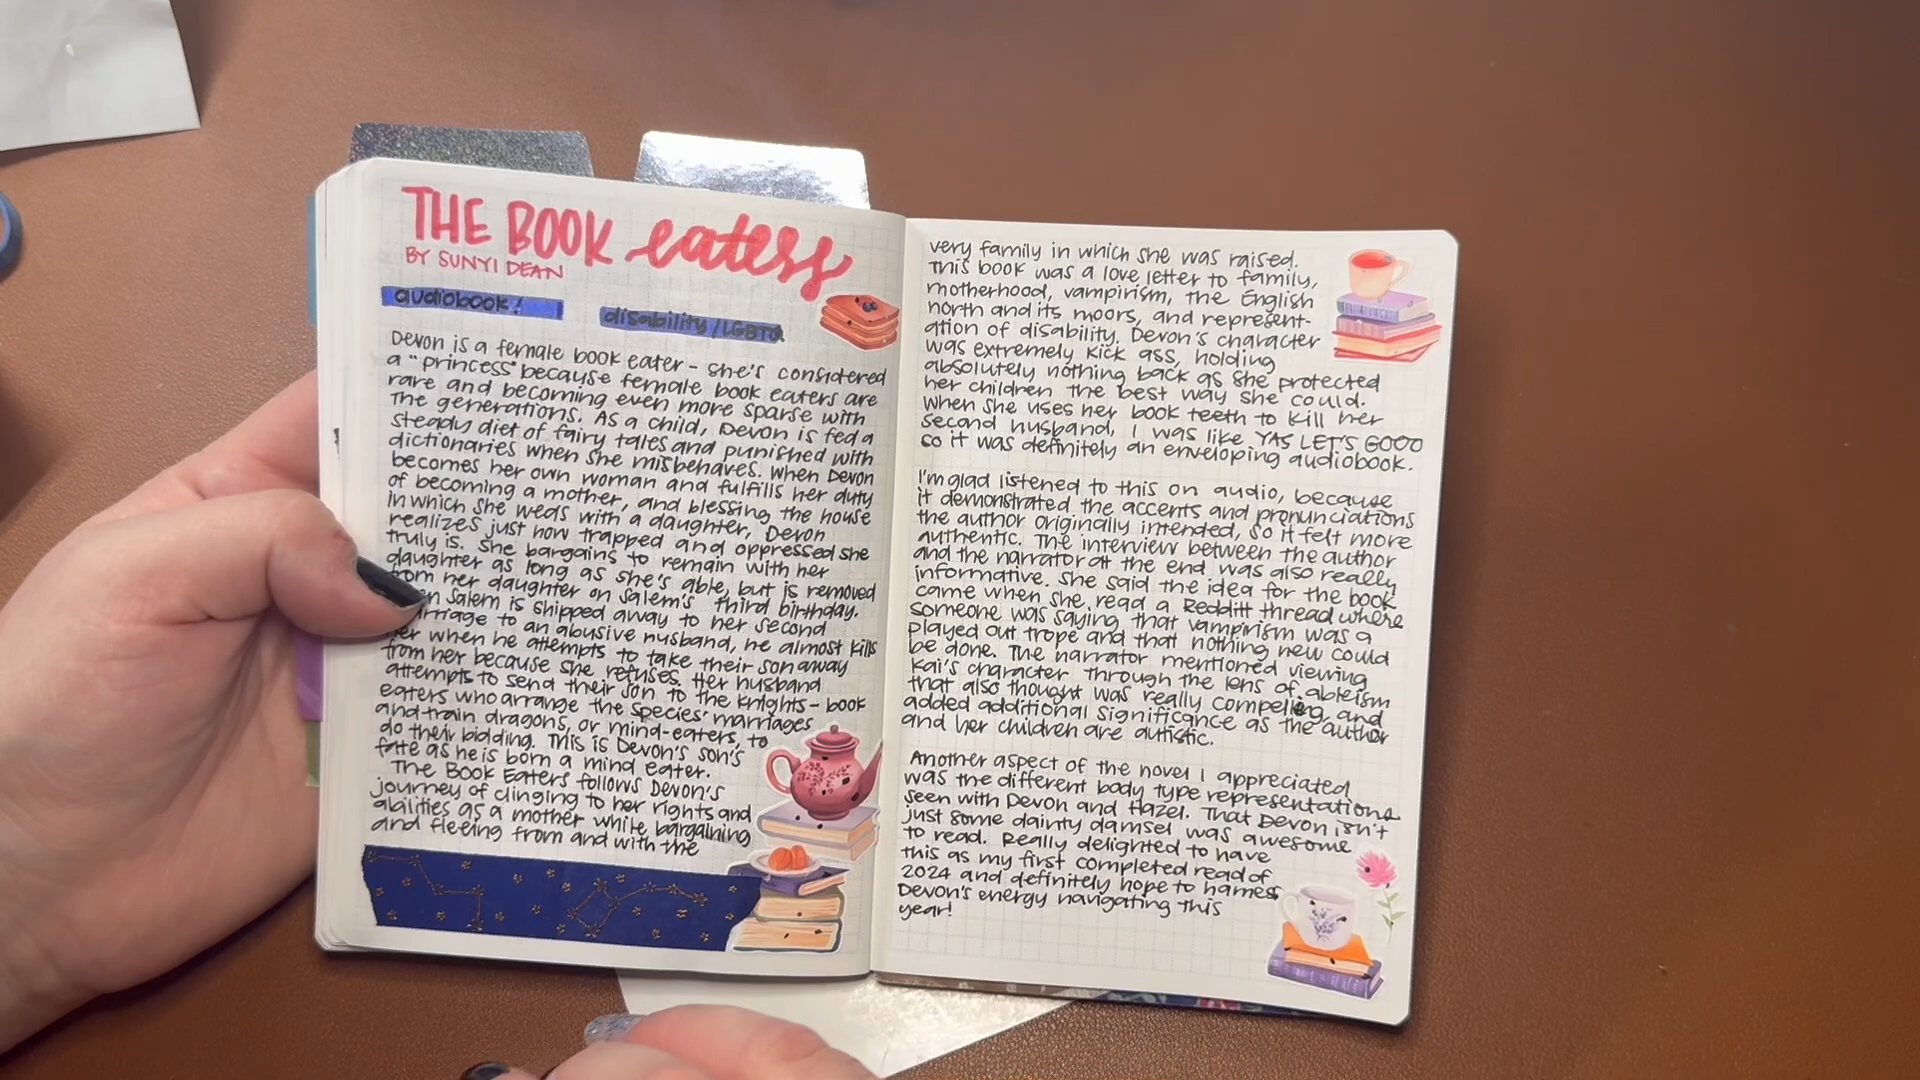 THE BOOK eaters
BY SUNYI DEAN
audiobook!
disability/LGBTQ
Devon is a female book eater - she's considered
a "princess" because female book eaters are
rare and becoming even more sparse with
the generations. As a child, Devon is fed a
steady diet of fairy tales and punished with
dictionaries when she misbehaves. When Devon
becomes her own woman and fulfills her duty
of becoming a mother, and blessing the house
in which she weds with a daughter, Devon
realizes just how trapped and oppressed she
truly is. She bargains to remain with her
daughter as long as she's able, but is removed
from her daughter on Salem's third birthday.
Salem is shipped away to her second
marriage to an abusive husband, he almost kills
her when he attempts to take their son away
from her because she refuses. Her husband
attempts to send their son to the knights - book
eaters who arrange the species' marriages
and train dragons, or mind-eaters, to
do their bidding. This is Devon's son's
fate as he is born a mind eater.
The Book Eaters follows Devon's
journey of clinging to her rights and
abilities as a mother while bargaining
and fleeing from and with the
very family in which she was raised.
This book was a love letter to family,
motherhood, vampirism, the English
north and its moors, and represent-
ation of disability. Devon's character
was extremely kick ass, holding
absolutely nothing back as she protected
her children the best way she could.
When she uses her book teeth to kill her
second husband, I was like YAS LET'S GOOO
so it was definitely an enveloping audiobook.
I'm glad listened to this on audio, because
it demonstrated the accents and pronunciations
the author originally intended, so it felt more
authentic. The interview between the author
and the narrator at the end was also really
informative. She said the idea for the book
came when she read a Redditt thread where
someone was saying that vampirism was a
played out trope and that nothing new could
be done. The narrator mentioned viewing
Kai's character through the lens of ableism
that also thought was really compelling, and
added additional significance as the author
and her children are autistic.
Another aspect of the novel I appreciated
was the different body type representations
seen with Devon and Hazel. That Devon isn't
just some dainty damsel was awesome
to read. Really delighted to have
this as my first completed read of
2024 and definitely hope to harness
Devon's energy navigating this
year!